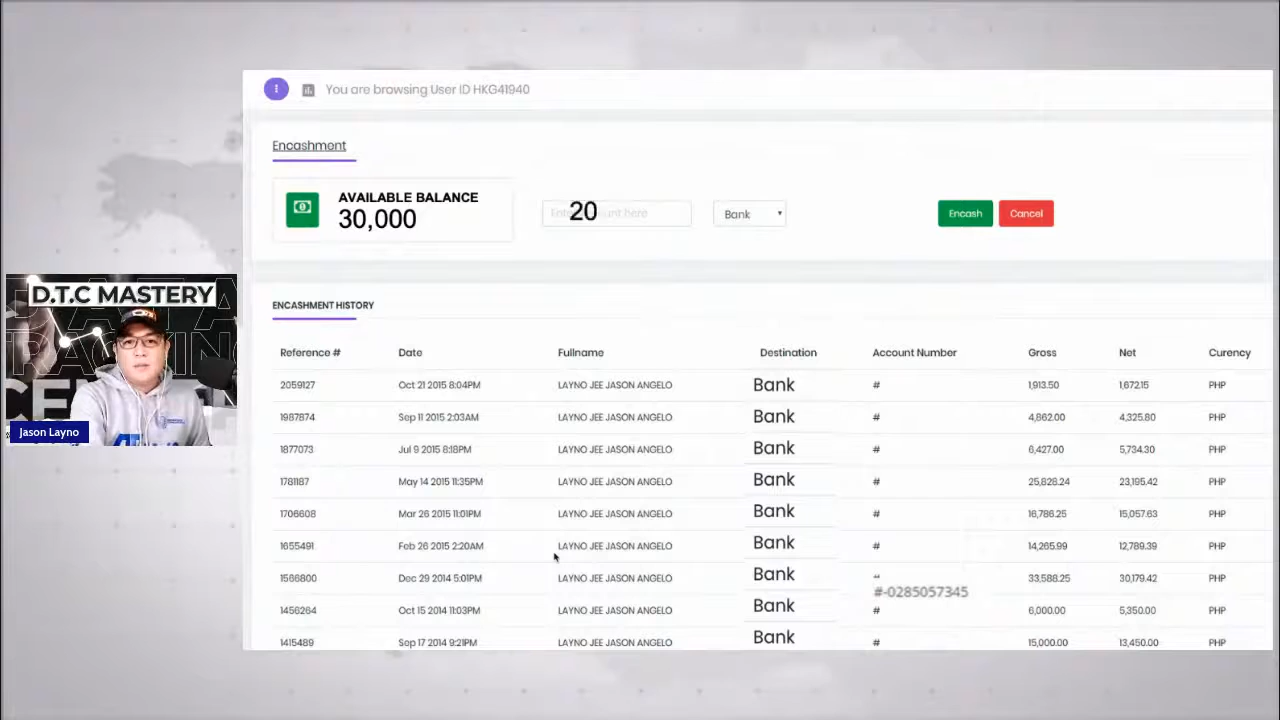 You are browsing User ID HKG41940
Encashment
AVAILABLE BALANCE
30,000
20
Bank
Encash
Cancel
ENCASHMENT HISTORY
Reference # Date Fullname Destination Account Number Gross Net Curency
2059127 Oct 21 2015 8:04PM LAYNO JEE JASON ANGELO Bank # 1,913.50 1,672.15 PHP
1987874 Sep 11 2015 2:03AM LAYNO JEE JASON ANGELO Bank # 4,862.00 4,325.80 PHP
1877073 Jul 9 2015 8:18PM LAYNO JEE JASON ANGELO Bank # 6,427.00 5,734.30 PHP
1781187 May 14 2015 11:35PM LAYNO JEE JASON ANGELO Bank # 25,828.24 23,195.42 PHP
1706608 Mar 26 2015 11:01PM LAYNO JEE JASON ANGELO Bank # 16,786.25 15,057.63 PHP
1655491 Feb 26 2015 2:20AM LAYNO JEE JASON ANGELO Bank # 14,265.99 12,789.39 PHP
1566800 Dec 29 2014 5:01PM LAYNO JEE JASON ANGELO Bank 33,588.25 30,179.42 PHP
#-0285057345
1456264 Oct 15 2014 11:03PM LAYNO JEE JASON ANGELO Bank # 6,000.00 5,350.00 PHP
1415489 Sep 17 2014 9:21PM LAYNO JEE JASON ANGELO Bank # 15,000.00 13,450.00 PHP
D.T.C MASTERY
Jason Layno